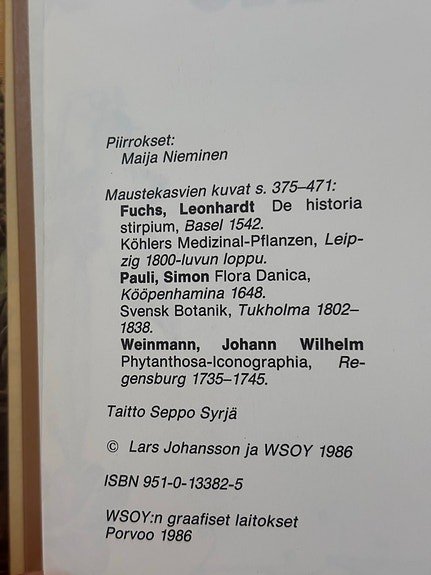 Piirrokset:
Maija Nieminen
Maustekasvien kuvat s. 375–471:
Fuchs, Leonhardt De historia
stirpium, Basel 1542.
Köhlers Medizinal-Pflanzen, Leip-
zig 1800-luvun loppu.
Pauli, Simon Flora Danica,
Kööpenhamina 1648.
Svensk Botanik, Tukholma 1802–
1838.
Weinmann, Johann Wilhelm
Phytanthosa-Iconographia, Re-
gensburg 1735–1745.
Taitto Seppo Syrjä
© Lars Johansson ja WSOY 1986
ISBN 951-0-13382-5
WSOY:n graafiset laitokset
Porvoo 1986